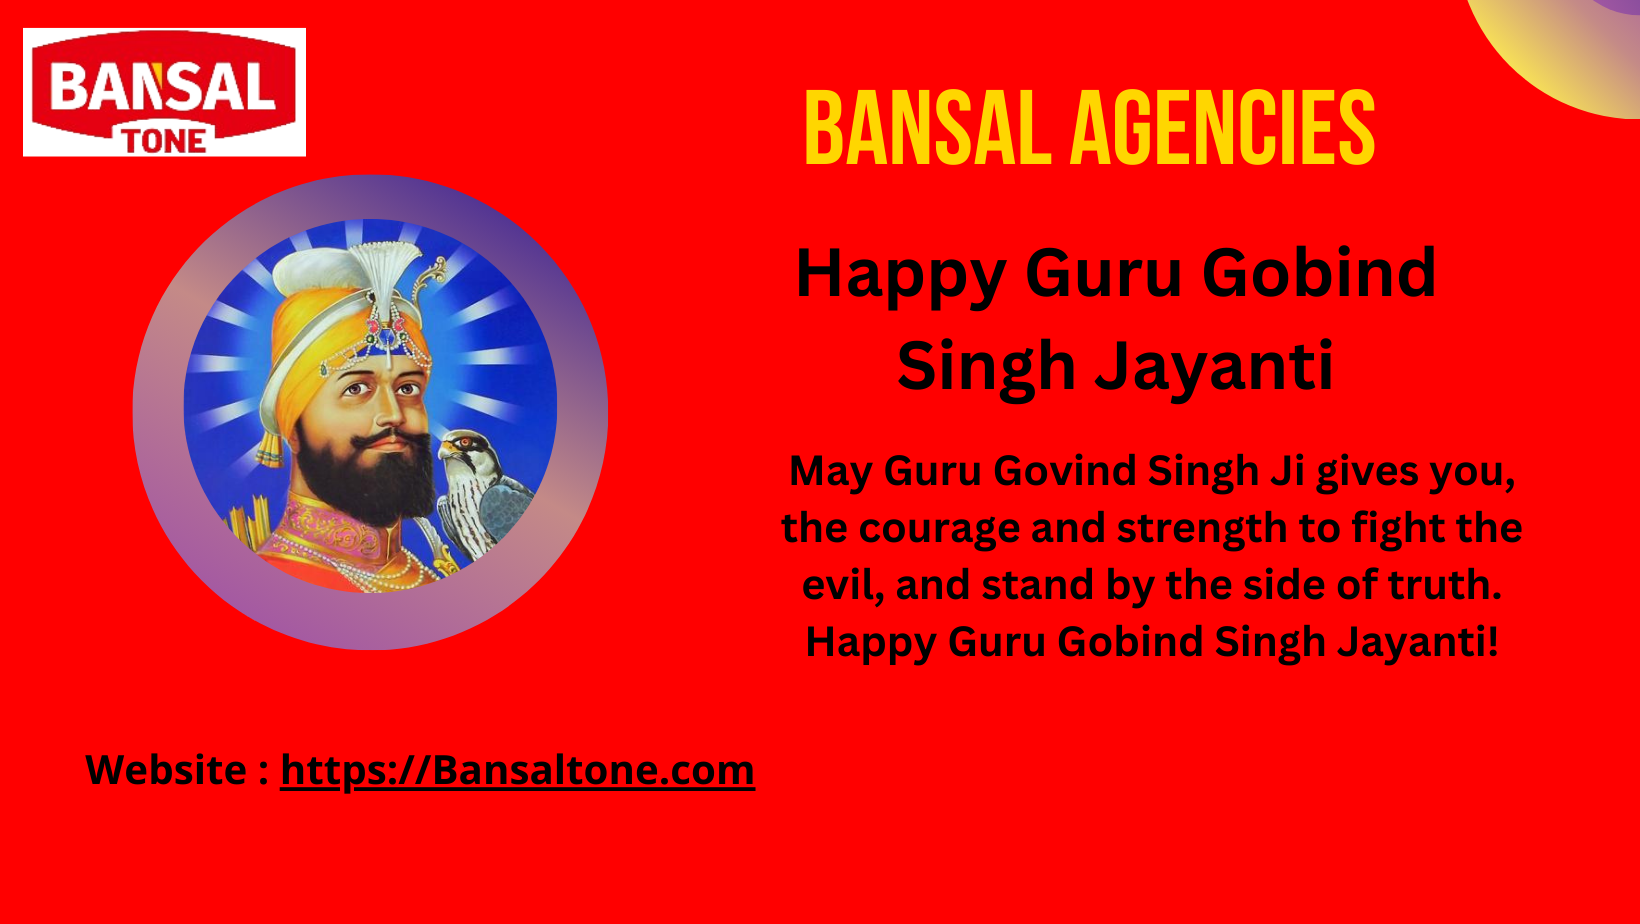 BANSAL
TONE
BANSAL AGENCIES
Happy Guru Gobind
Singh Jayanti
May Guru Govind Singh Ji gives you,
the courage and strength to fight the
evil, and stand by the side of truth.
Happy Guru Gobind Singh Jayanti!
Website : https://Bansaltone.com